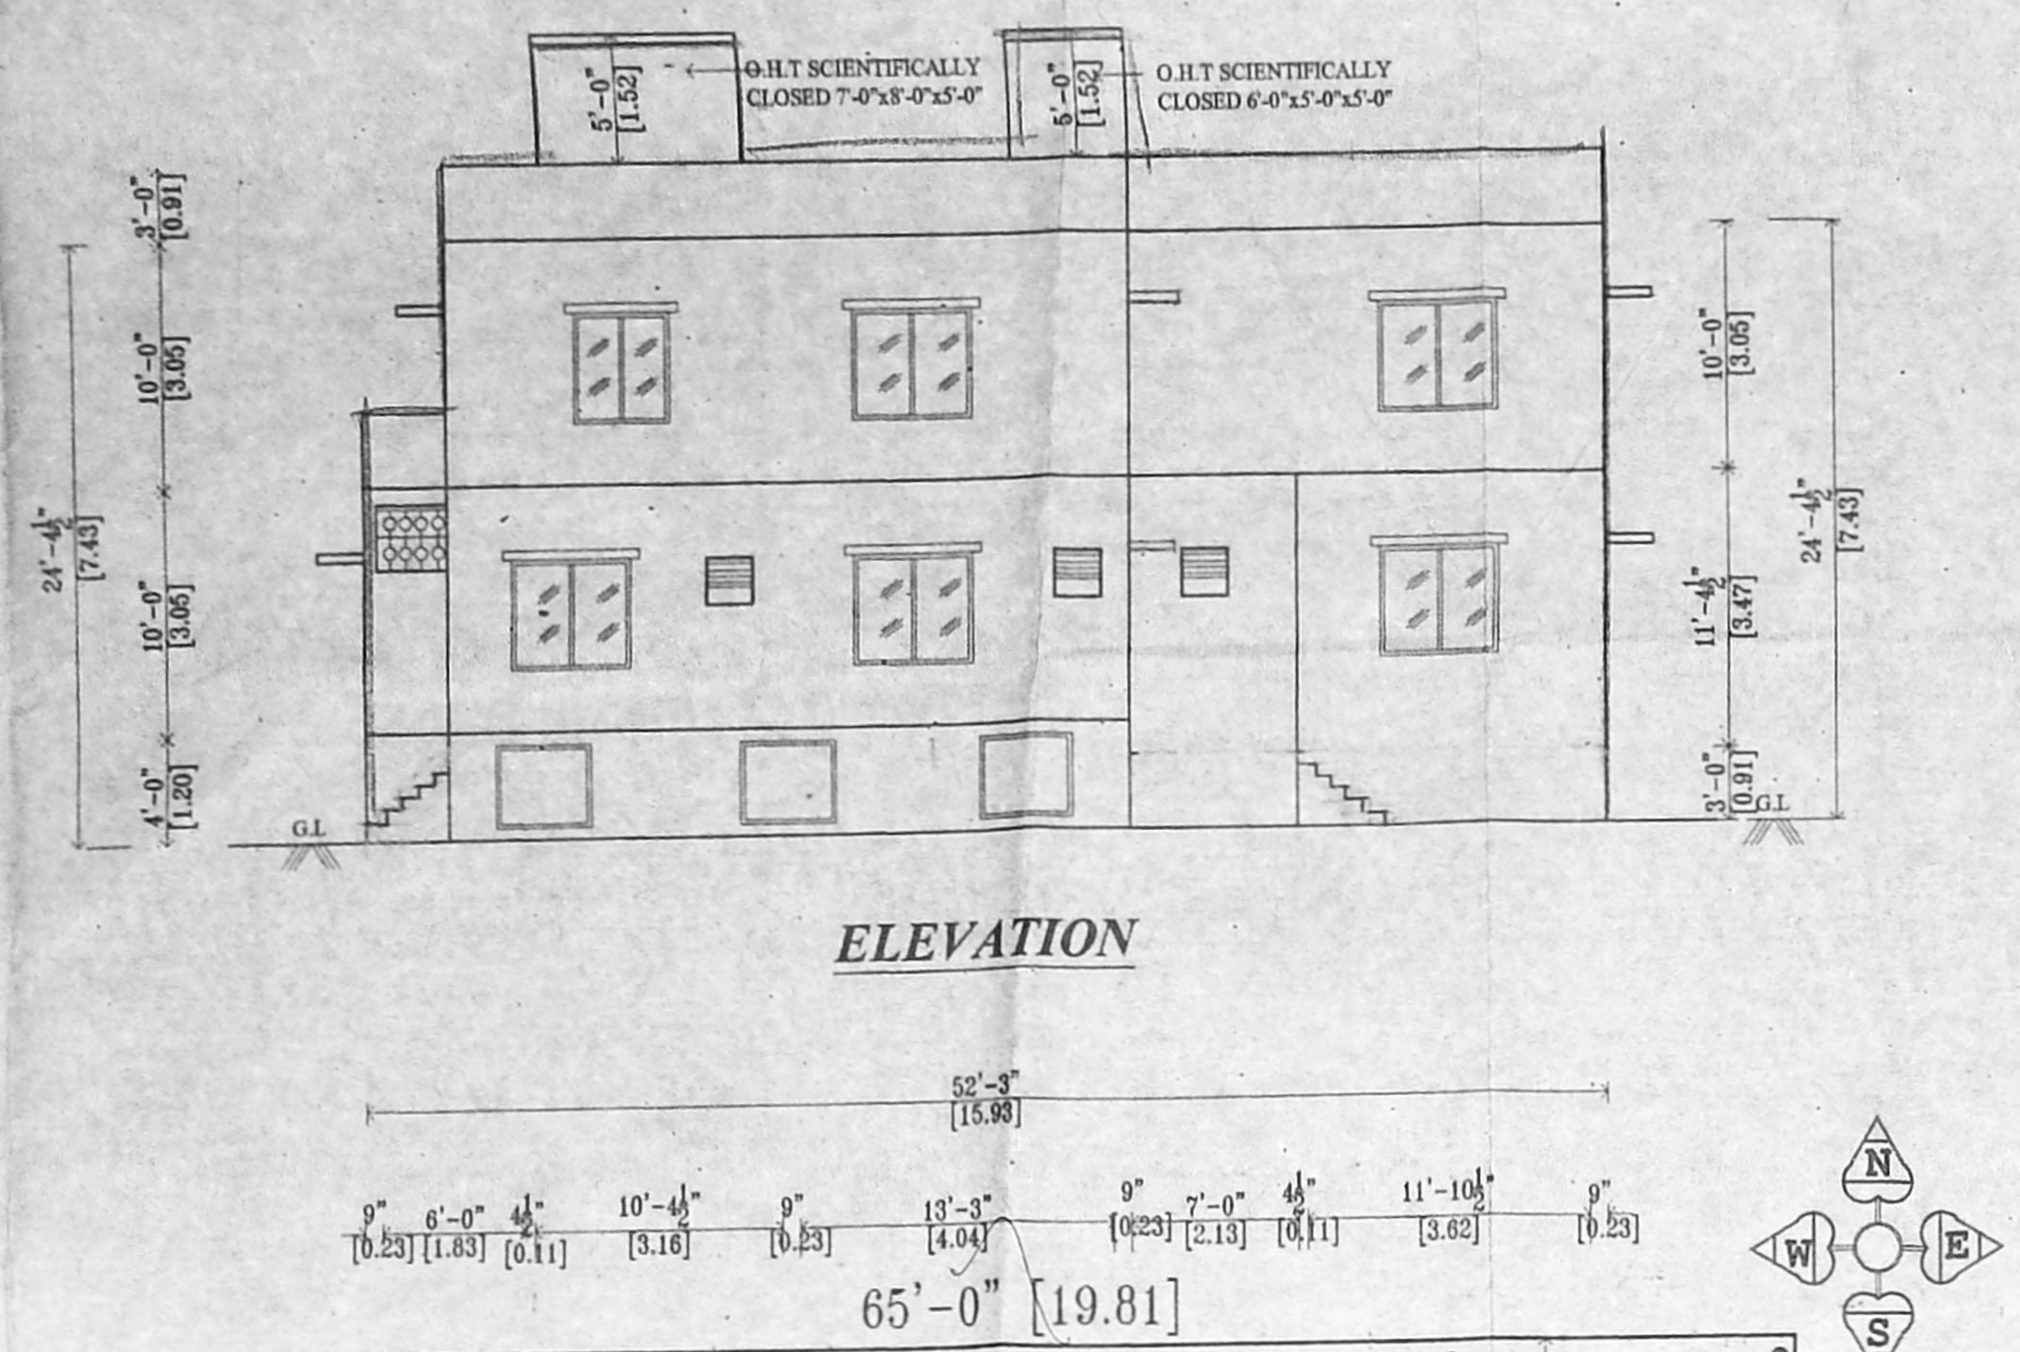 O.H.T SCIENTIFICALLY
CLOSED 7'-0"x8'-0"x5'-0"
O.H.T SCIENTIFICALLY
CLOSED 6'-0"x5'-0"x5'-0"
5'-0"
[1.52]
5'-0"
[1.52]
3'-0"
[0.91]
10'-0"
[3.05]
10'-0"
[3.05]
4'-0"
[1.20]
24'-4½"
[7.43]
10'-0"
[3.05]
11'-4½"
[3.47]
3'-0"
[0.91]
24'-4½"
[7.43]
G.L
G.L
ELEVATION
52'-3"
[15.93]
9" 6'-0" 4½" 10'-4½" 9" 13'-3" 9" 7'-0" 4½" 11'-10½" 9"
[0.23] [1.83] [0.11] [3.16] [0.23] [4.04] [0.23] [2.13] [0.11] [3.62] [0.23]
65'-0" [19.81]
N
W E
S